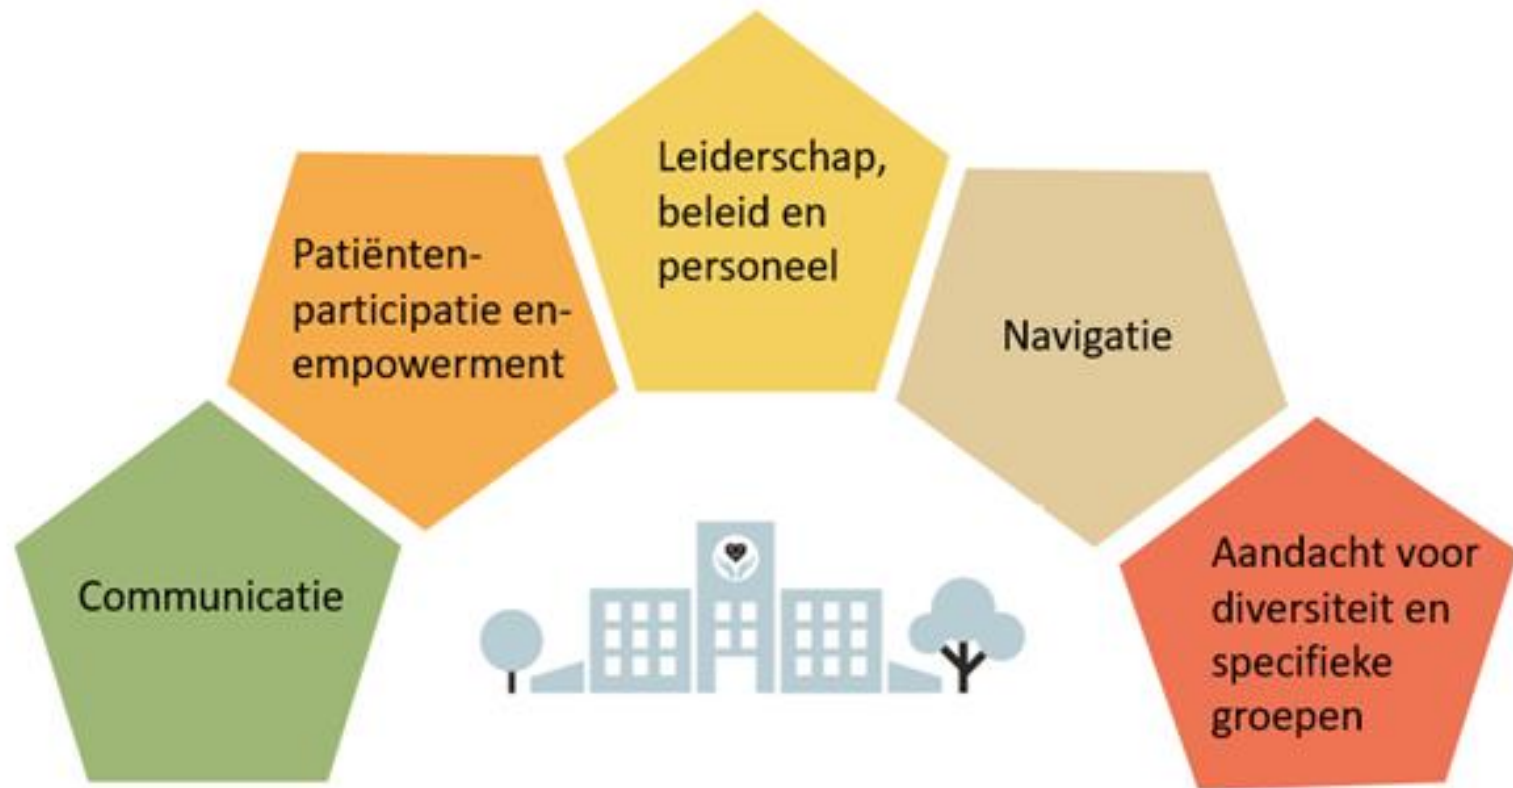 Communicatie
Patiënten-
participatie en-
empowerment
Leiderschap,
beleid en
personeel
Navigatie
Aandacht voor
diversiteit en
specifieke
groepen